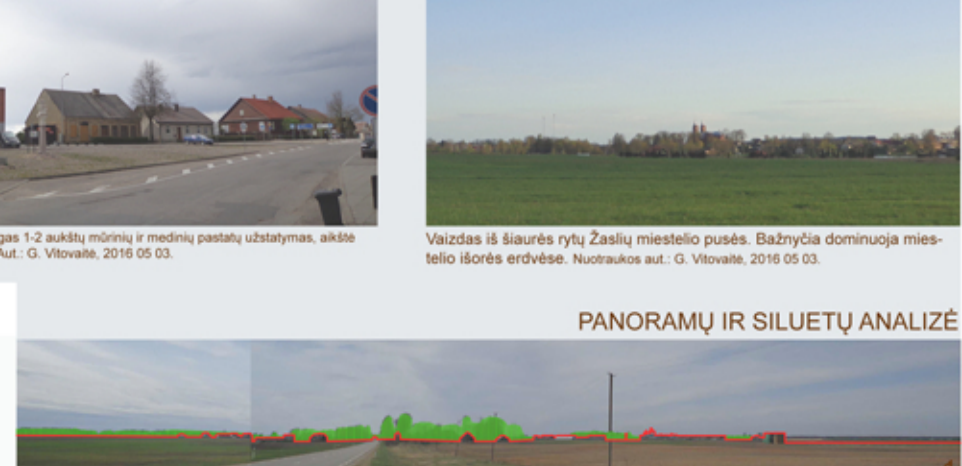 gas 1-2 aukštų mūrinių ir medinių pastatų užstatymas, aikštė
Aut.: G. Vitovaitė, 2016 05 03.
Vaizdas iš šiaurės rytų Žaslių miestelio pusės. Bažnyčia dominuoja mies-
telio išorės erdvėse. Nuotraukos aut.: G. Vitovaitė, 2016 05 03.
PANORAMŲ IR SILUETŲ ANALIZĖ